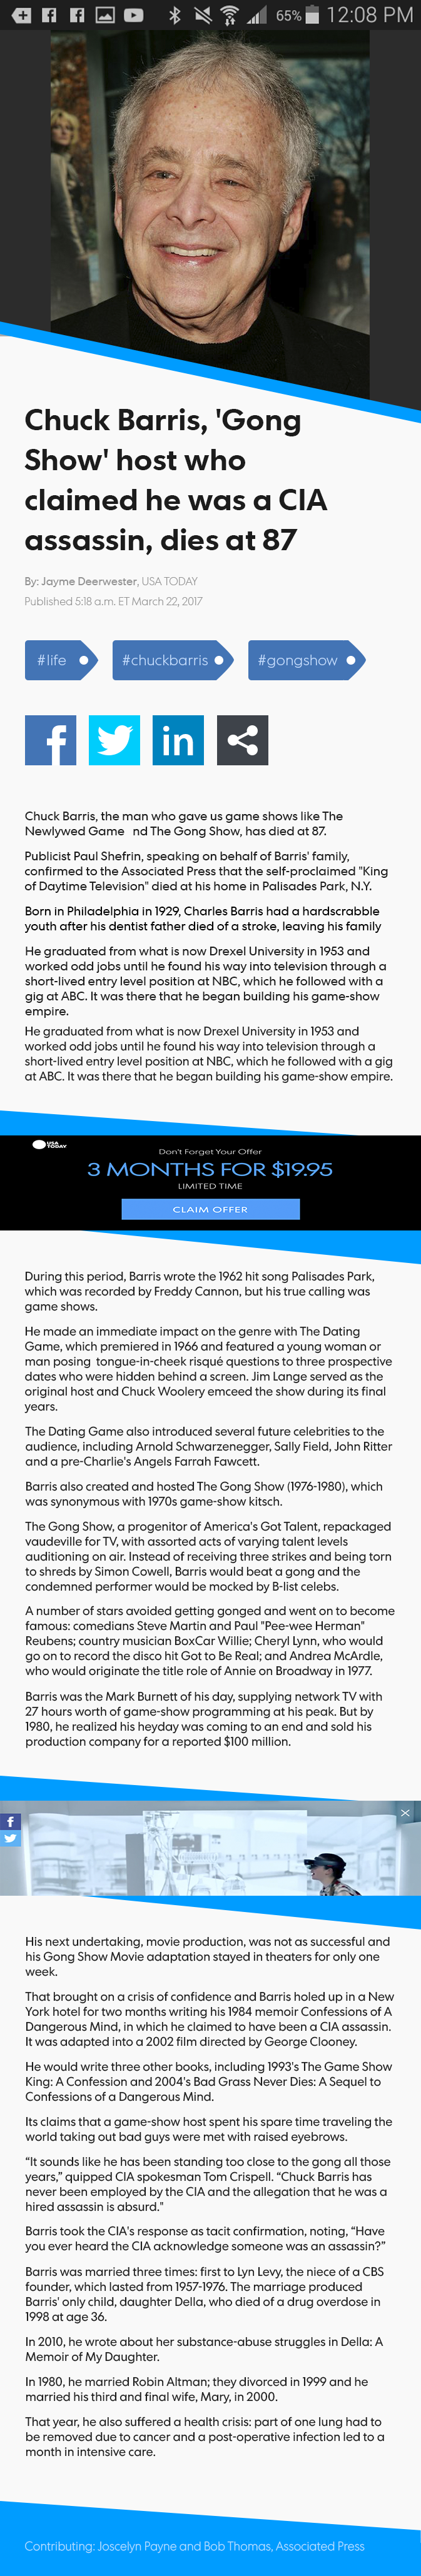 65% 12:08 PM
Chuck Barris, 'Gong
Show' host who
claimed he was a CIA
assassin, dies at 87
By: Jayme Deerwester, USA TODAY
Published 5:18 a.m. ET March 22, 2017
#life #chuckbarris #gongshow
f in
Chuck Barris, the man who gave us game shows like The
Newlywed Game nd The Gong Show, has died at 87.
Publicist Paul Shefrin, speaking on behalf of Barris' family,
confirmed to the Associated Press that the self-proclaimed "King
of Daytime Television" died at his home in Palisades Park, N.Y.
Born in Philadelphia in 1929, Charles Barris had a hardscrabble
youth after his dentist father died of a stroke, leaving his family
He graduated from what is now Drexel University in 1953 and
worked odd jobs until he found his way into television through a
short-lived entry level position at NBC, which he followed with a
gig at ABC. It was there that he began building his game-show
empire.
He graduated from what is now Drexel University in 1953 and
worked odd jobs until he found his way into television through a
short-lived entry level position at NBC, which he followed with a gig
at ABC. It was there that he began building his game-show empire.
USA
TODAY
Don't Forget Your Offer
3 MONTHS FOR $19.95
LIMITED TIME
CLAIM OFFER
During this period, Barris wrote the 1962 hit song Palisades Park,
which was recorded by Freddy Cannon, but his true calling was
game shows.
He made an immediate impact on the genre with The Dating
Game, which premiered in 1966 and featured a young woman or
man posing tongue-in-cheek risqué questions to three prospective
dates who were hidden behind a screen. Jim Lange served as the
original host and Chuck Woolery emceed the show during its final
years.
The Dating Game also introduced several future celebrities to the
audience, including Arnold Schwarzenegger, Sally Field, John Ritter
and a pre-Charlie's Angels Farrah Fawcett.
Barris also created and hosted The Gong Show (1976-1980), which
was synonymous with 1970s game-show kitsch.
The Gong Show, a progenitor of America's Got Talent, repackaged
vaudeville for TV, with assorted acts of varying talent levels
auditioning on air. Instead of receiving three strikes and being torn
to shreds by Simon Cowell, Barris would beat a gong and the
condemned performer would be mocked by B-list celebs.
A number of stars avoided getting gonged and went on to become
famous: comedians Steve Martin and Paul "Pee-wee Herman"
Reubens; country musician BoxCar Willie; Cheryl Lynn, who would
go on to record the disco hit Got to Be Real; and Andrea McArdle,
who would originate the title role of Annie on Broadway in 1977.
Barris was the Mark Burnett of his day, supplying network TV with
27 hours worth of game-show programming at his peak. But by
1980, he realized his heyday was coming to an end and sold his
production company for a reported $100 million.
f
His next undertaking, movie production, was not as successful and
his Gong Show Movie adaptation stayed in theaters for only one
week.
That brought on a crisis of confidence and Barris holed up in a New
York hotel for two months writing his 1984 memoir Confessions of A
Dangerous Mind, in which he claimed to have been a CIA assassin.
It was adapted into a 2002 film directed by George Clooney.
He would write three other books, including 1993's The Game Show
King: A Confession and 2004's Bad Grass Never Dies: A Sequel to
Confessions of a Dangerous Mind.
Its claims that a game-show host spent his spare time traveling the
world taking out bad guys were met with raised eyebrows.
“It sounds like he has been standing too close to the gong all those
years,” quipped CIA spokesman Tom Crispell. “Chuck Barris has
never been employed by the CIA and the allegation that he was a
hired assassin is absurd."
Barris took the CIA's response as tacit confirmation, noting, “Have
you ever heard the CIA acknowledge someone was an assassin?”
Barris was married three times: first to Lyn Levy, the niece of a CBS
founder, which lasted from 1957-1976. The marriage produced
Barris' only child, daughter Della, who died of a drug overdose in
1998 at age 36.
In 2010, he wrote about her substance-abuse struggles in Della: A
Memoir of My Daughter.
In 1980, he married Robin Altman; they divorced in 1999 and he
married his third and final wife, Mary, in 2000.
That year, he also suffered a health crisis: part of one lung had to
be removed due to cancer and a post-operative infection led to a
month in intensive care.
Contributing: Joscelyn Payne and Bob Thomas, Associated Press